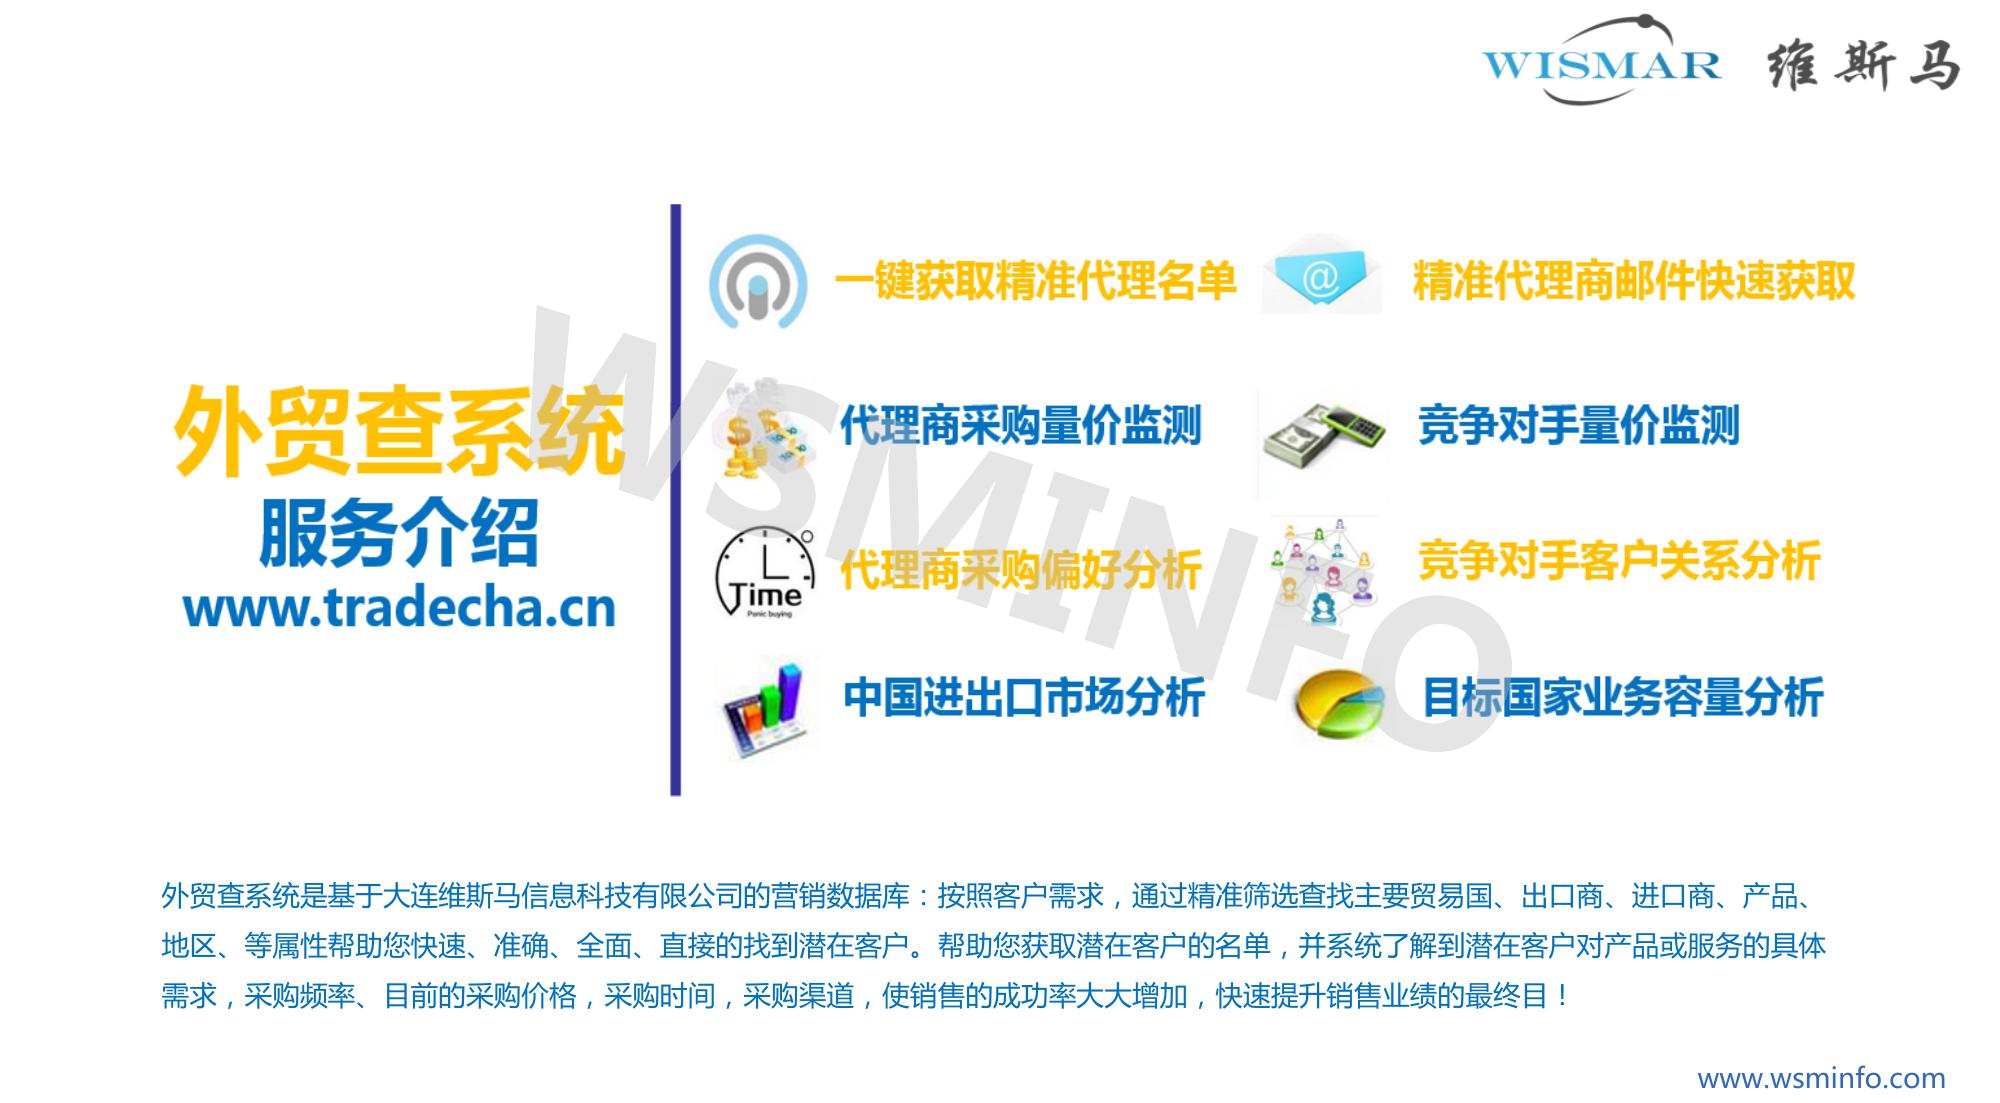 WISMAR 维斯马
外贸查系统
服务介绍
www.tradecha.cn
一键获取精准代理名单
精准代理商邮件快速获取
代理商采购量价监测
竞争对手量价监测
Time
Panic buying
代理商采购偏好分析
竞争对手客户关系分析
中国进出口市场分析
目标国家业务容量分析
WSMINFO
外贸查系统是基于大连维斯马信息科技有限公司的营销数据库：按照客户需求，通过精准筛选查找主要贸易国、出口商、进口商、产品、
地区、等属性帮助您快速、准确、全面、直接的找到潜在客户。帮助您获取潜在客户的名单，并系统了解到潜在客户对产品或服务的具体
需求，采购频率、目前的采购价格，采购时间，采购渠道，使销售的成功率大大增加，快速提升销售业绩的最终目！
www.wsminfo.com